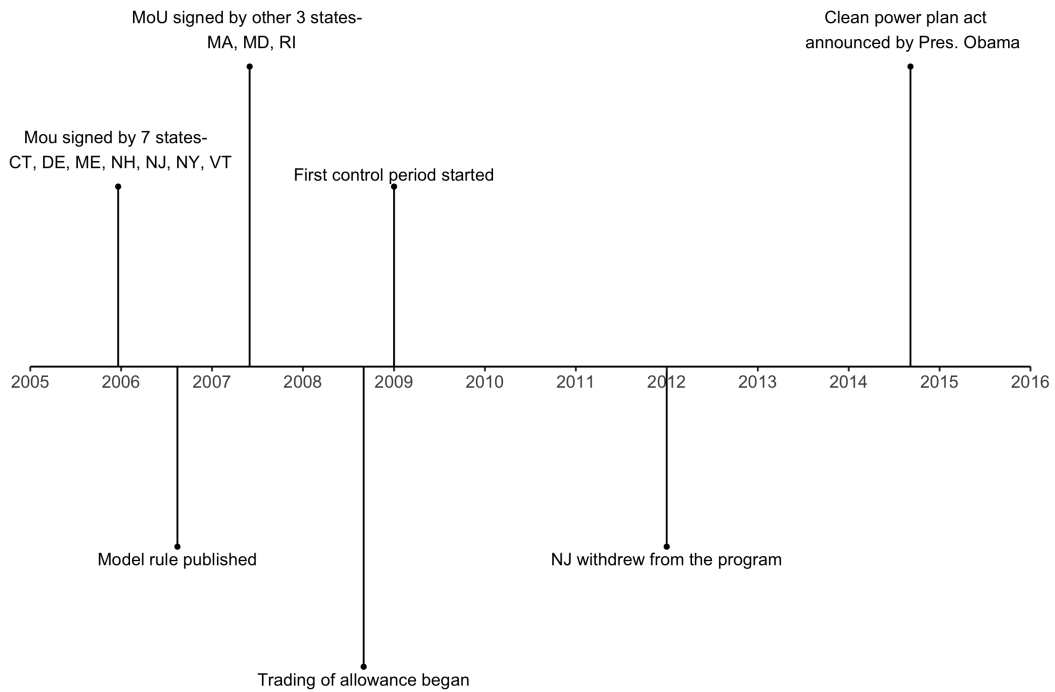 MoU signed by other 3 states-
MA, MD, RI
Clean power plan act
announced by Pres. Obama
Mou signed by 7 states-
CT, DE, ME, NH, NJ, NY, VT
First control period started
2005 2006 2007 2008 2009 2010 2011 2012 2013 2014 2015 2016
Model rule published
NJ withdrew from the program
Trading of allowance began